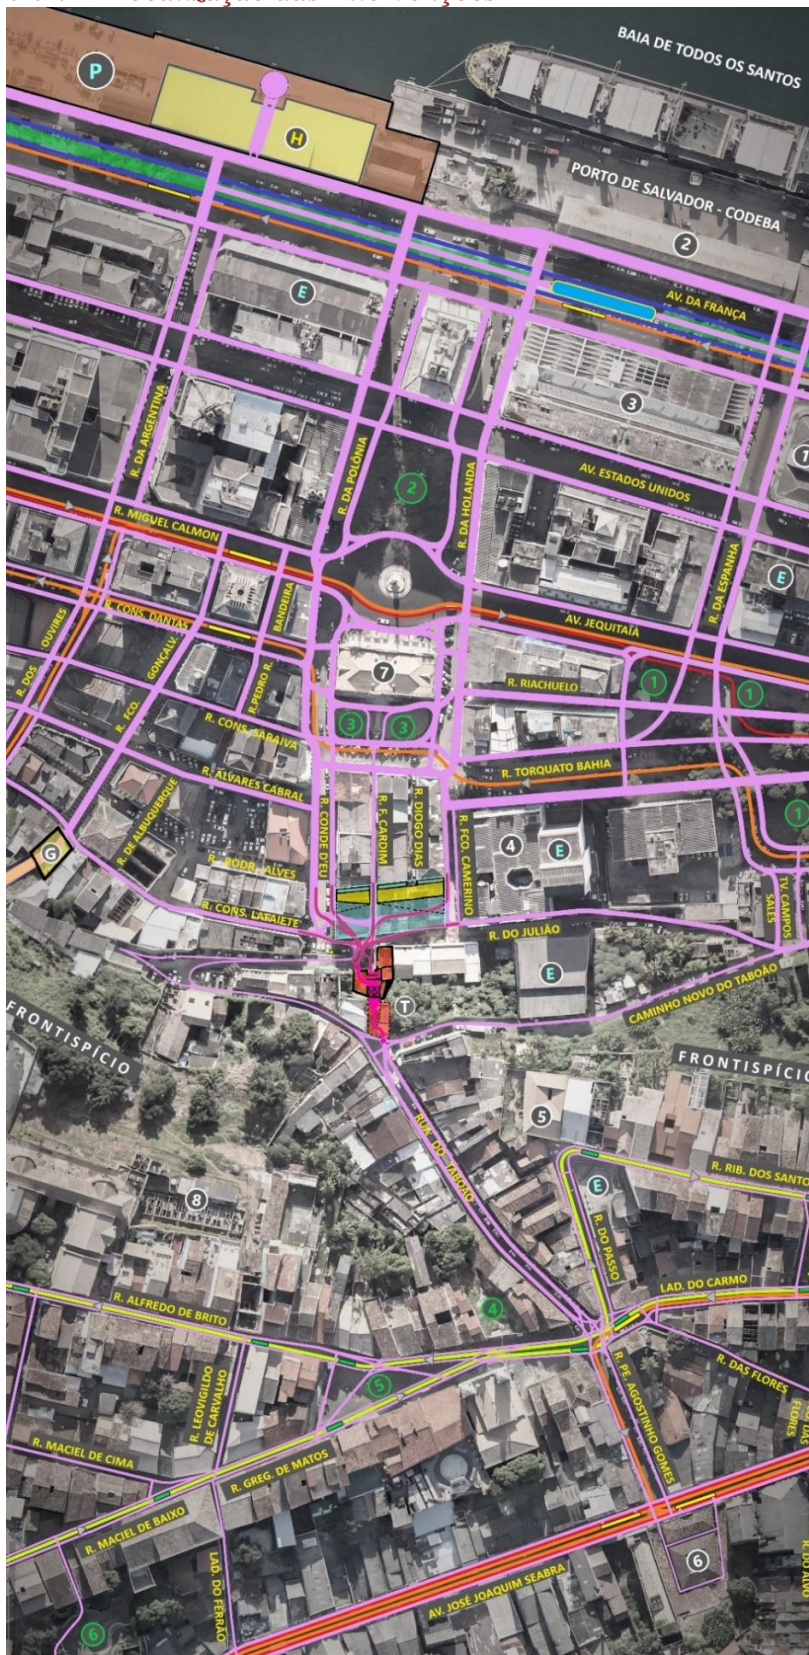 P
BAIA DE TODOS OS SANTOS
H
PORTO DE SALVADOR - CODEBA
2
E
AV. DA FRANÇA
3
R. DA ARGENTINA
R. DA POLÔNIA
2
R. DA HOLANDA
AV. ESTADOS UNIDOS
1
R. MIGUEL CALMON
R. DA ESPANHA
E
R. CONS. DANTAS
BANDEIRA
AV. JEQUITAÍA
R. DOS OUVIRES
R. FCO. GONÇALV.
R.PEDRO R.
7
R. RIACHUELO
1
1
R. CONS. SARAIVA
3
3
R. TORQUATO BAHIA
R. ÁLVARES CABRAL
R. DE ALBUQUERQUE
R. CONDE D'EU
R. F. CARDIM
R. DIOGO DIAS
R. FCO. CAMERINO
4
E
1
G
R. RODR. ALVES
R. CONS. LAFAIETE
R. DO JULIÃO
TV. CAMPOS
SALES
E
CAMINHO NOVO DO TABOÃO
T
FRONTISPÍCIO
FRONTISPÍCIO
5
RUA DO TABOÃO
R. RIB. DOS SANTO
8
E
R. DO PASSO
LAD. DO CARMO
R. ALFREDO DE BRITO
4
R. DAS FLORES
5
R. LEOVIGILDO
DE CARVALHO
R. PE. AGOSTINHO GOMES
FLORES
R. MACIEL DE CIMA
R. GREG. DE MATOS
R. MACIEL DE BAIXO
LAD. DO FERRÃO
AV. JOSÉ JOAQUIM SEABRA
6
6